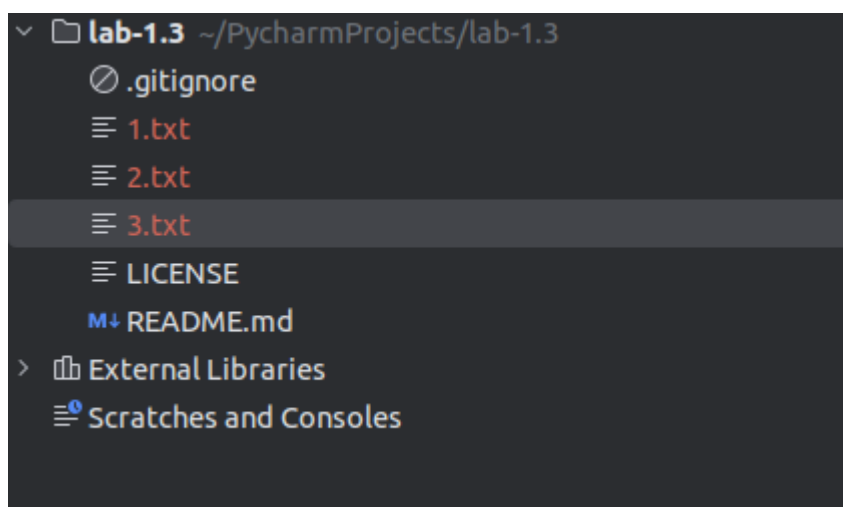 lab-1.3 ~/PycharmProjects/lab-1.3
.gitignore
1.txt
2.txt
3.txt
LICENSE
M↓ README.md
External Libraries
Scratches and Consoles